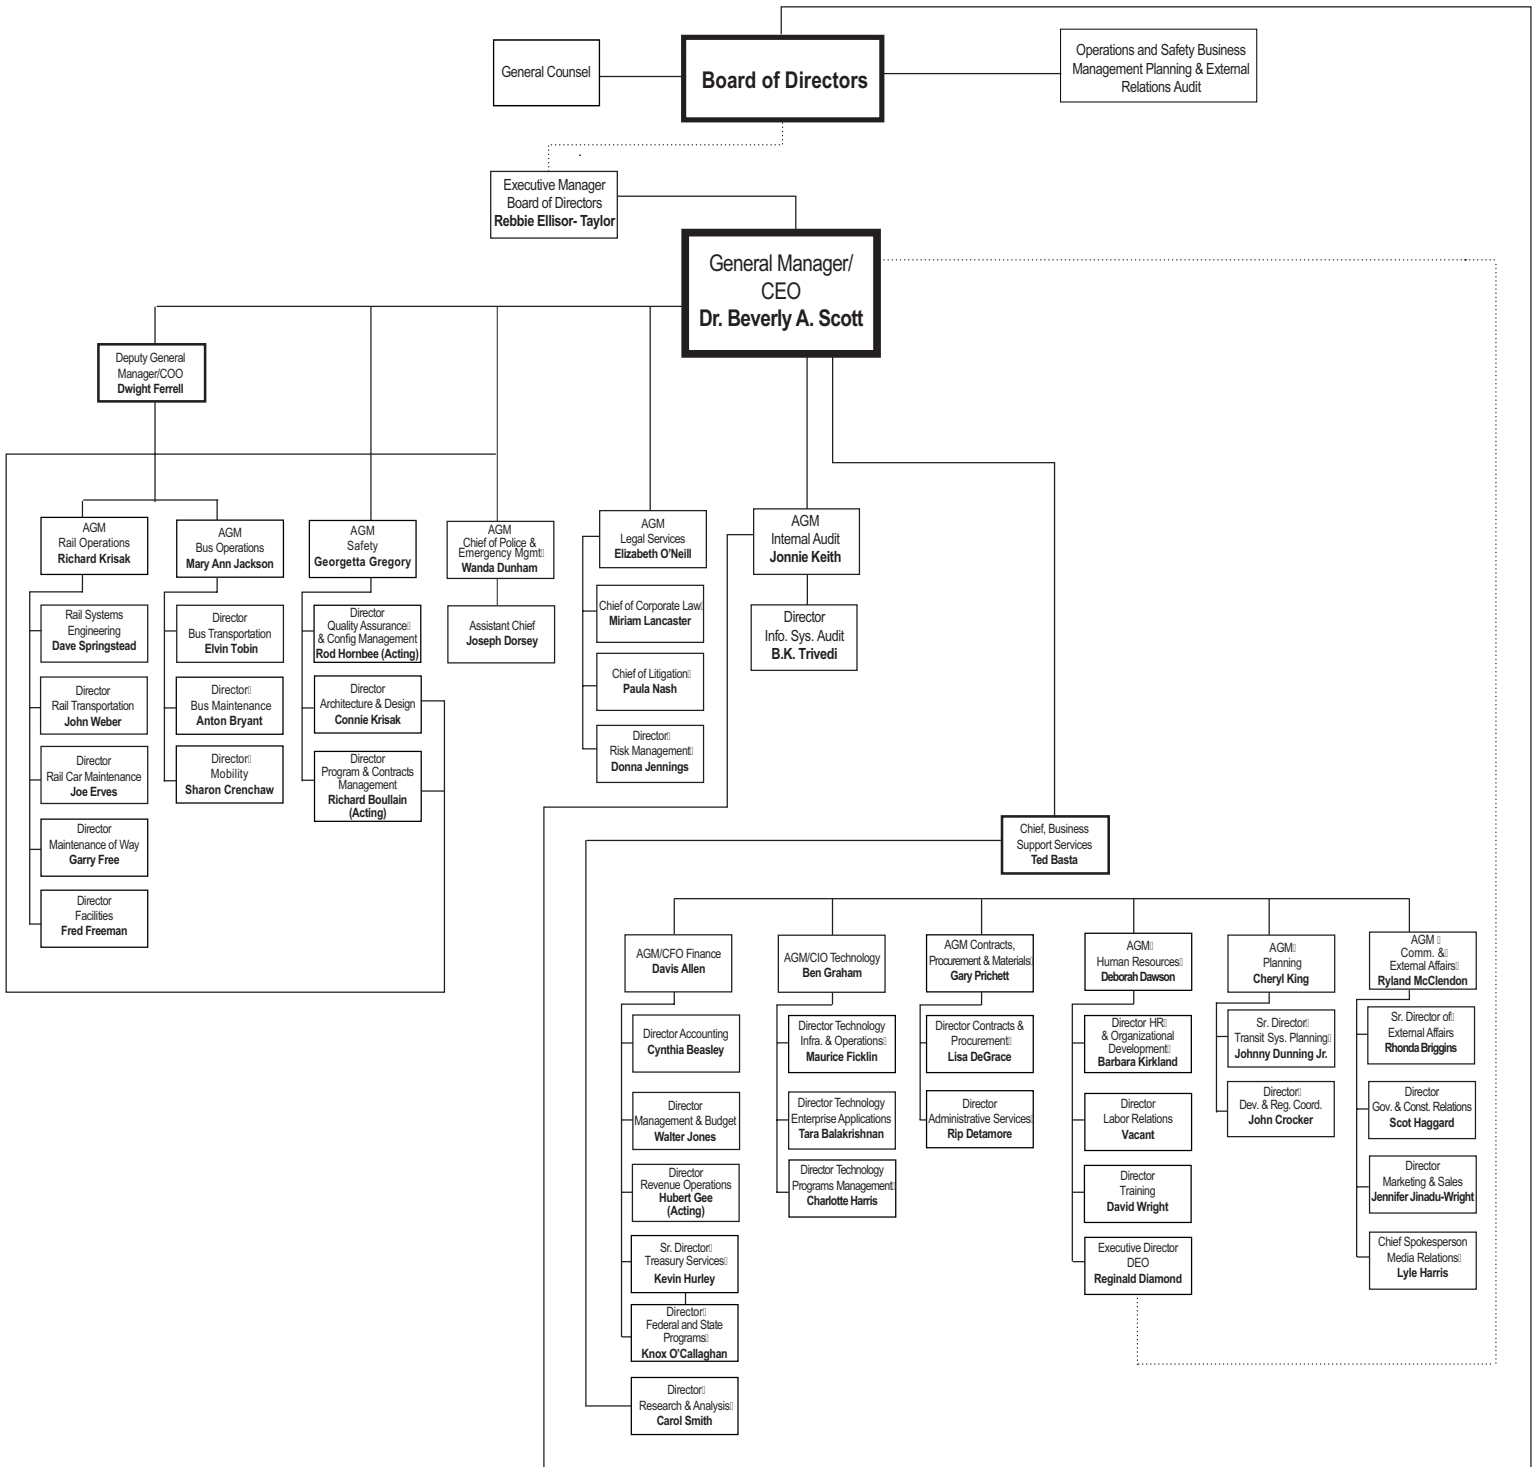 General Counsel
Board of Directors
Operations and Safety Business
Management Planning & External
Relations Audit
Executive Manager
Board of Directors
Rebbie Ellisor- Taylor
General Manager/
CEO
Dr. Beverly A. Scott
Deputy General
Manager/COO
Dwight Ferrell
AGM
Rail Operations
Richard Krisak
AGM
Bus Operations
Mary Ann Jackson
AGM
Safety
Georgetta Gregory
AGM
Chief of Police &
Emergency Mgmt
Wanda Dunham
AGM
Legal Services
Elizabeth O'Neill
AGM
Internal Audit
Jonnie Keith
Rail Systems
Engineering
Dave Springstead
Director
Rail Transportation
John Weber
Director
Rail Car Maintenance
Joe Erves
Director
Maintenance of Way
Garry Free
Director
Facilities
Fred Freeman
Director
Bus Transportation
Elvin Tobin
Director
Bus Maintenance
Anton Bryant
Director
Mobility
Sharon Crenchaw
Director
Quality Assurance
& Config Management
Rod Hornbee (Acting)
Director
Architecture & Design
Connie Krisak
Director
Program & Contracts
Management
Richard Boullain
(Acting)
Assistant Chief
Joseph Dorsey
Chief of Corporate Law
Miriam Lancaster
Chief of Litigation
Paula Nash
Director
Risk Management
Donna Jennings
Director
Info. Sys. Audit
B.K. Trivedi
Chief, Business
Support Services
Ted Basta
AGM/CFO Finance
Davis Allen
Director Accounting
Cynthia Beasley
Director
Management & Budget
Walter Jones
Director
Revenue Operations
Hubert Gee
(Acting)
Sr. Director
Treasury Services
Kevin Hurley
Director
Federal and State
Programs
Knox O'Callaghan
Director
Research & Analysis
Carol Smith
AGM/CIO Technology
Ben Graham
Director Technology
Infra. & Operations
Maurice Ficklin
Director Technology
Enterprise Applications
Tara Balakrishnan
Director Technology
Programs Management
Charlotte Harris
AGM Contracts,
Procurement & Materials
Gary Prichett
Director Contracts &
Procurement
Lisa DeGrace
Director
Administrative Services
Rip Detamore
AGM
Human Resources
Deborah Dawson
Director HR
& Organizational
Development
Barbara Kirkland
Director
Labor Relations
Vacant
Director
Training
David Wright
Executive Director
DEO
Reginald Diamond
AGM
Planning
Cheryl King
Sr. Director
Transit Sys. Planning
Johnny Dunning Jr.
Director
Dev. & Reg. Coord.
John Crocker
AGM
Comm. &
External Affairs
Ryland McClendon
Sr. Director of
External Affairs
Rhonda Briggins
Director
Gov. & Const. Relations
Scot Haggard
Director
Marketing & Sales
Jennifer Jinadu-Wright
Chief Spokesperson
Media Relations
Lyle Harris